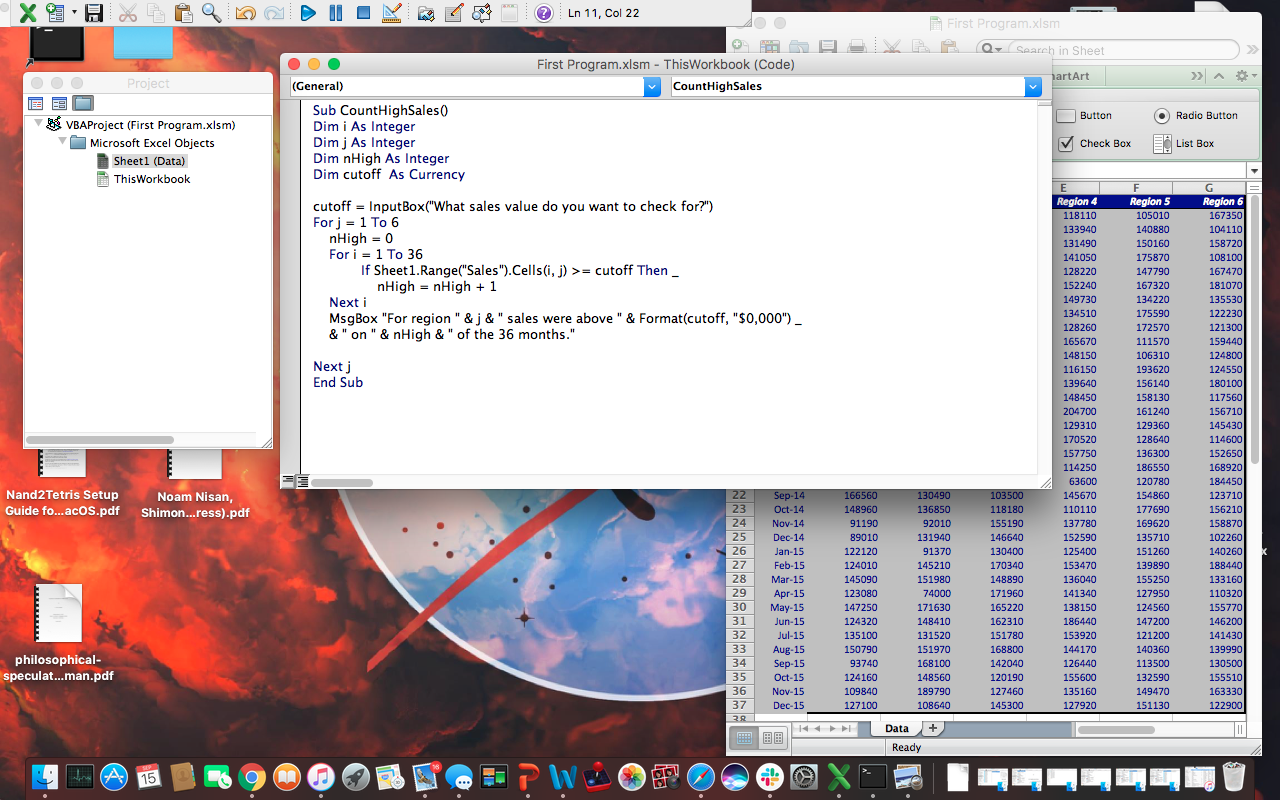 Ln 11, Col 22
First Program.xlsm
Search in Sheet
Project
VBAProject (First Program.xlsm)
Microsoft Excel Objects
Sheet1 (Data)
ThisWorkbook
First Program.xlsm - ThisWorkbook (Code)
(General)
CountHighSales
Sub CountHighSales()
Dim i As Integer
Dim j As Integer
Dim nHigh As Integer
Dim cutoff  As Currency
cutoff = InputBox("What sales value do you want to check for?")
For j = 1 To 6
nHigh = 0
For i = 1 To 36
If Sheet1.Range("Sales").Cells(i, j) >= cutoff Then _
nHigh = nHigh + 1
Next i
MsgBox "For region " & j & " sales were above " & Format(cutoff, "$0,000") _
& " on " & nHigh & " of the 36 months."
Next j
End Sub
Button
Radio Button
Check Box
List Box
E F G
Region 4 Region 5 Region 6
118110 105010 167350
133940 140880 104110
131490 150160 158720
141050 175870 108100
128220 147790 167470
152240 167320 181070
149730 134220 135530
134510 175590 122230
128260 172570 121300
165670 111570 159440
148150 106310 124800
116150 193620 124550
139640 156140 180100
148450 158130 117560
204700 161240 156710
129310 129360 145430
170520 128640 114600
157750 136300 152650
114250 186550 168920
63600 120780 184450
22 Sep-14 166560 130490 103500 145670 154860 123710
23 Oct-14 148960 136850 118180 110110 177690 156210
24 Nov-14 91190 92010 155190 137780 169620 158870
25 Dec-14 89010 131940 146640 152590 135710 102260
26 Jan-15 122120 91370 130400 125400 151260 140260
27 Feb-15 124010 145210 170340 153470 139890 188440
28 Mar-15 145090 151980 148890 136040 155250 133160
29 Apr-15 123080 74000 171960 141340 127950 110320
30 May-15 147250 171630 165220 138150 124560 155770
31 Jun-15 124320 148410 162310 186440 147200 146200
32 Jul-15 135100 131520 151780 153920 121200 141430
33 Aug-15 150790 151970 168800 144170 140360 139990
34 Sep-15 93740 168100 142040 126440 113500 130500
35 Oct-15 124160 148560 120190 155600 132590 155510
36 Nov-15 109840 189790 127460 135160 149470 163330
37 Dec-15 127100 108640 145300 127920 151130 122900
38
Data
Ready
Nand2Tetris Setup
Guide fo...acOS.pdf
Noam Nisan,
Shimon...ress).pdf
philosophical-
speculat...man.pdf
SEP
15